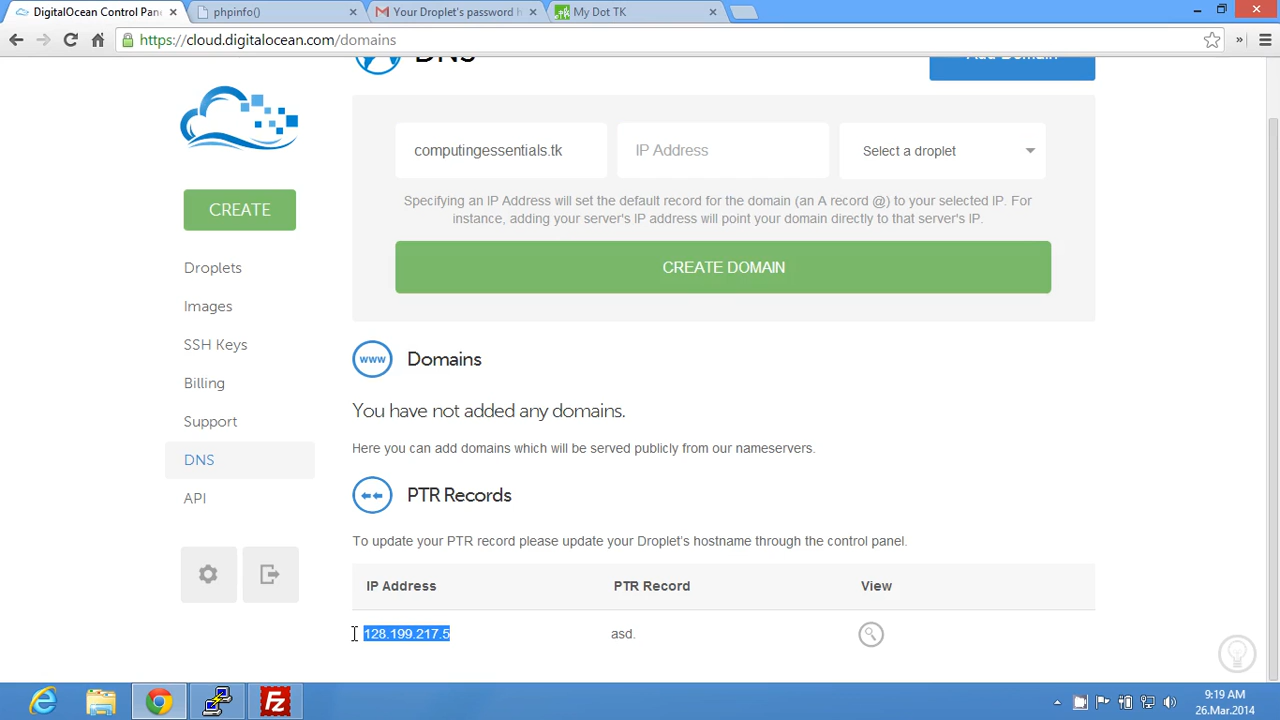 DigitalOcean Control Pan
phpinfo()
Your Droplet's password h
My Dot TK
https://cloud.digitalocean.com/domains
DNS
Add Domain
computingessentials.tk
IP Address
Select a droplet
Specifying an IP Address will set the default record for the domain (an A record @) to your selected IP. For
instance, adding your server's IP address will point your domain directly to that server's IP.
CREATE
CREATE DOMAIN
Droplets
Images
SSH Keys
Billing
Support
DNS
API
www
Domains
You have not added any domains.
Here you can add domains which will be served publicly from our nameservers.
PTR Records
To update your PTR record please update your Droplet's hostname through the control panel.
IP Address
PTR Record
View
128.199.217.5
asd.
9:19 AM
26.Mar.2014